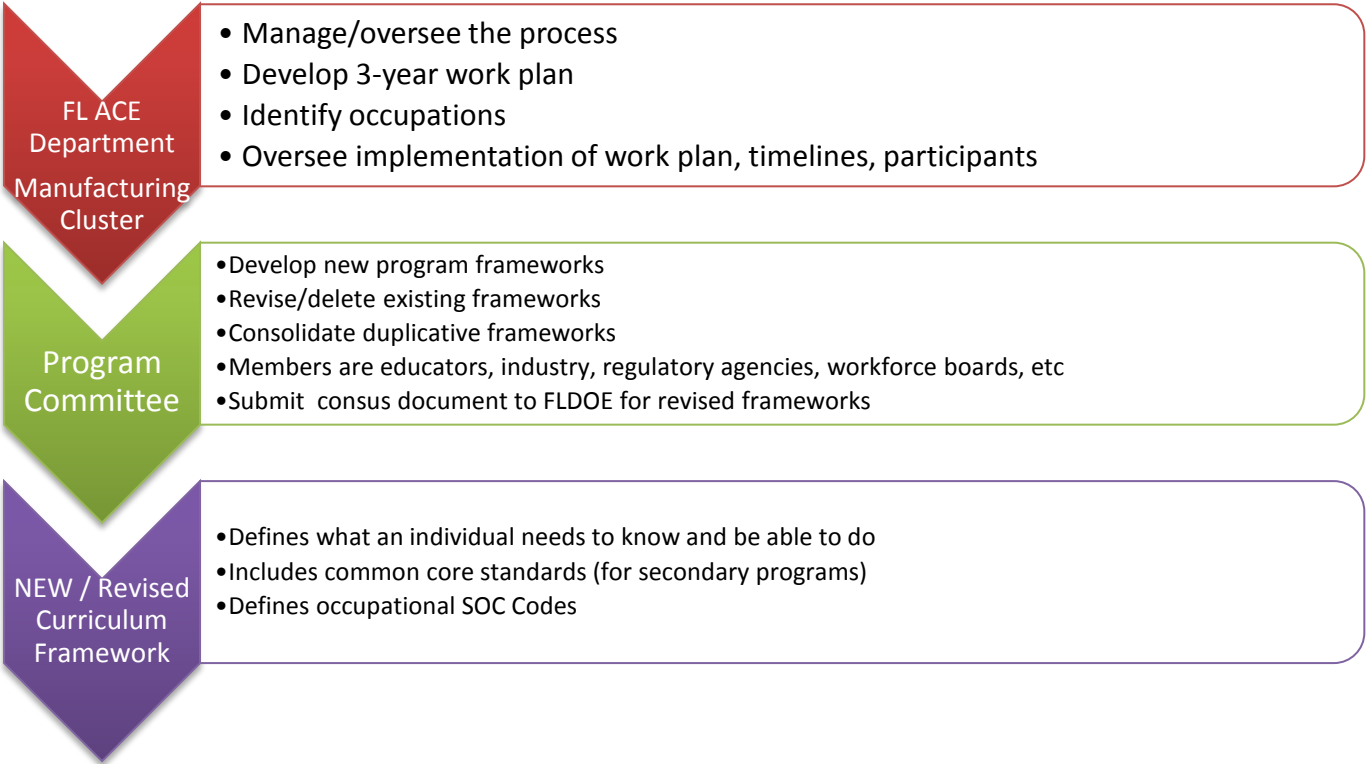 FL ACE
Department
Manufacturing
Cluster
• Manage/oversee the process
• Develop 3-year work plan
• Identify occupations
• Oversee implementation of work plan, timelines, participants
Program
Committee
•Develop new program frameworks
•Revise/delete existing frameworks
•Consolidate duplicative frameworks
•Members are educators, industry, regulatory agencies, workforce boards, etc
•Submit  consus document to FLDOE for revised frameworks
NEW / Revised
Curriculum
Framework
•Defines what an individual needs to know and be able to do
•Includes common core standards (for secondary programs)
•Defines occupational SOC Codes